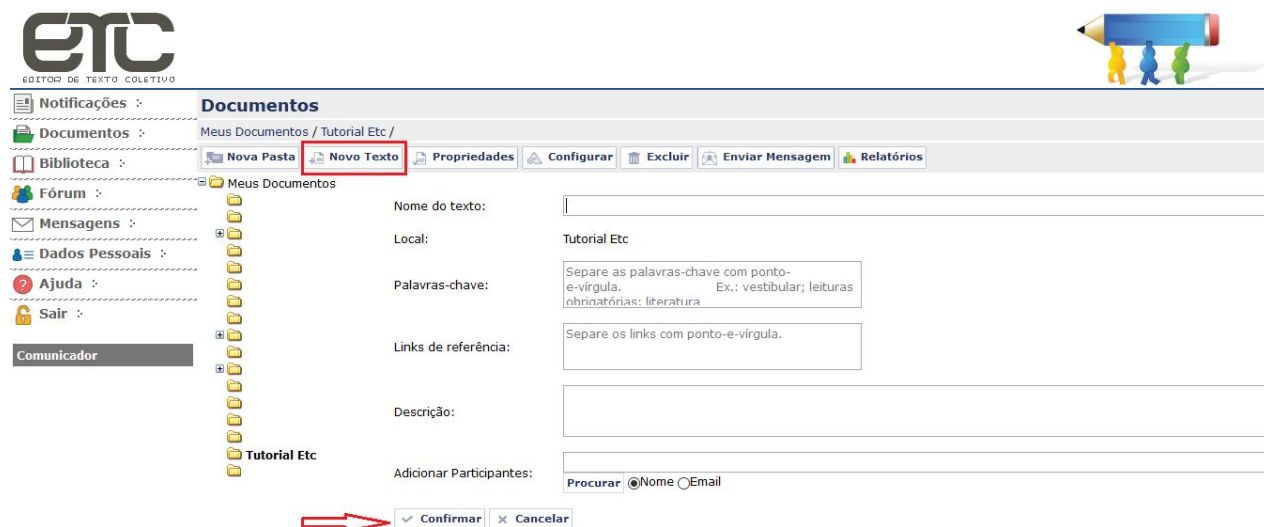 ETC
EDITOR DE TEXTO COLETIVO
Notificações
Documentos
Biblioteca
Fórum
Mensagens
Dados Pessoais
Ajuda
Sair
Comunicador
Documentos
Meus Documentos / Tutorial Etc /
Nova Pasta Novo Texto Propriedades Configurar Excluir Enviar Mensagem Relatórios
Meus Documentos
Tutorial Etc
Nome do texto:
Local: Tutorial Etc
Palavras-chave: Separe as palavras-chave com ponto-
e-vírgula. Ex.: vestibular; leituras
obrigatórias; literatura
Links de referência: Separe os links com ponto-e-vírgula.
Descrição:
Adicionar Participantes:
Procurar Nome Email
Confirmar Cancelar